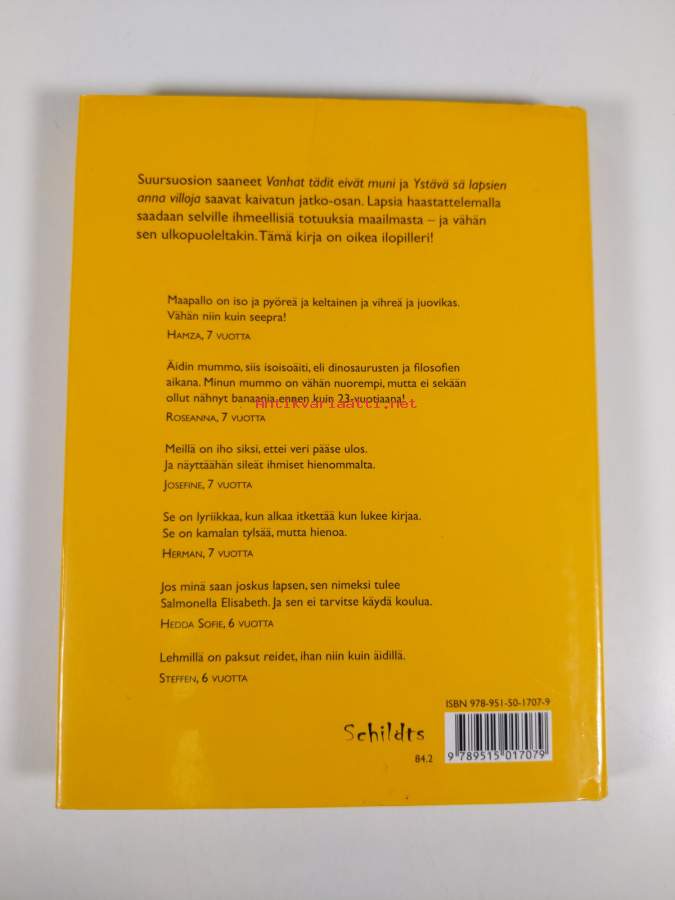 Suursuosion saaneet Vanhat tädit eivät muni ja Ystävä sä lapsien
anna villoja saavat kaivatun jatko-osan. Lapsia haastattelemalla
saadaan selville ihmeellisiä totuuksia maailmasta – ja vähän
sen ulkopuoleltakin. Tämä kirja on oikea ilopilleri!
Maapallo on iso ja pyöreä ja keltainen ja vihreä ja juovikas.
Vähän niin kuin seepra!
HAMZA, 7 VUOTTA
Äidin mummo, siis isoisoäiti, eli dinosaurusten ja filosofien
aikana. Minun mummo on vähän nuorempi, mutta ei sekään
ollut nähnyt banaania ennen kuin 23-vuotiaana!
Antikvariaatti.net
ROSEANNA, 7 VUOTTA
Meillä on iho siksi, ettei veri pääse ulos.
Ja näyttäähän sileät ihmiset hienommalta.
JOSEFINE, 7 VUOTTA
Se on lyriikkaa, kun alkaa itkettää kun lukee kirjaa.
Se on kamalan tylsää, mutta hienoa.
HERMAN, 7 VUOTTA
Jos minä saan joskus lapsen, sen nimeksi tulee
Salmonella Elisabeth. Ja sen ei tarvitse käydä koulua.
HEDDA SOFIE, 6 VUOTTA
Lehmillä on paksut reidet, ihan niin kuin äidillä.
STEFFEN, 6 VUOTTA
ISBN 978-951-50-1707-9
Schildts
84.2
9 789515 017079